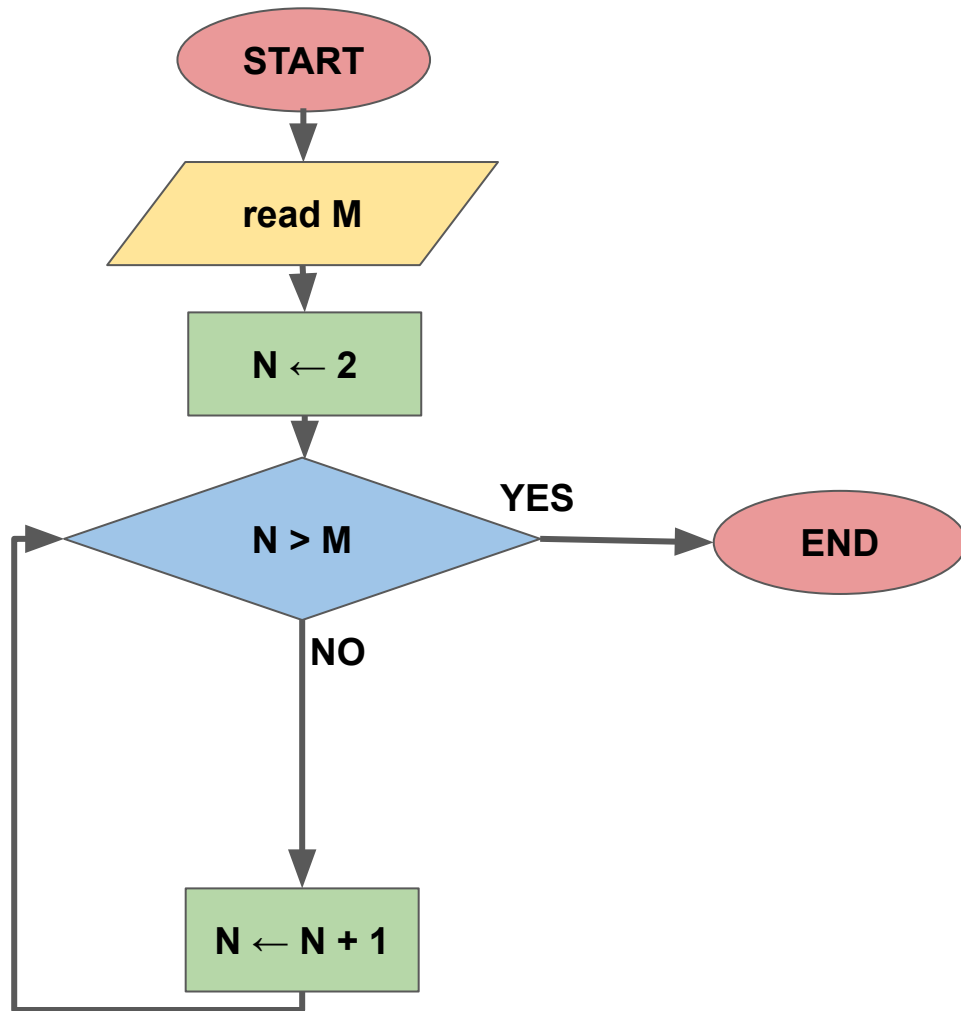 START
read M
N ← 2
N > M
YES
END
NO
N ← N + 1